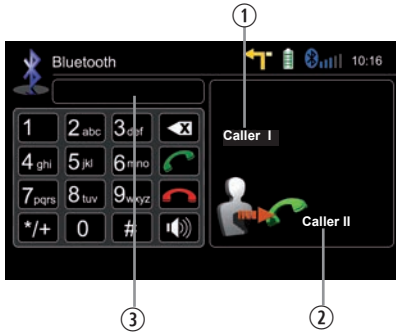 ①
Bluetooth
10:16
1 2 abc 3 def
Caller I
4 ghi 5 jkl 6 mno
7 pqrs 8 tuv 9 wxyz
Caller II
*/+ 0 #
③ ②